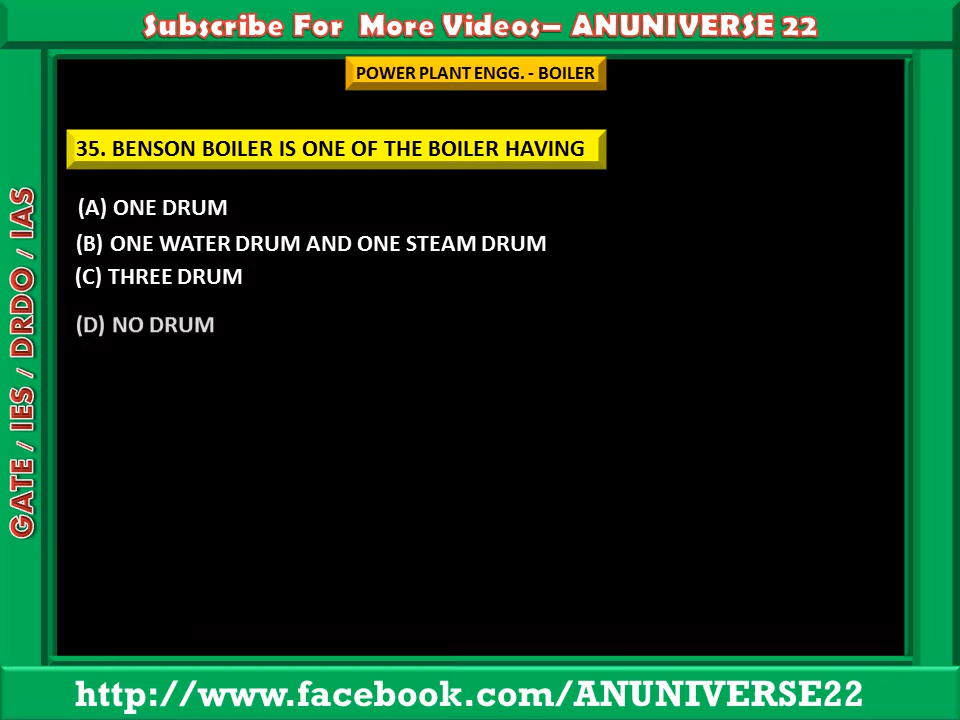 Subscribe For More Videos– ANUNIVERSE 22
POWER PLANT ENGG. - BOILER
35. BENSON BOILER IS ONE OF THE BOILER HAVING
(A) ONE DRUM
(B) ONE WATER DRUM AND ONE STEAM DRUM
(C) THREE DRUM
(D) NO DRUM
GATE / IES / DRDO / IAS
http://www.facebook.com/ANUNIVERSE22